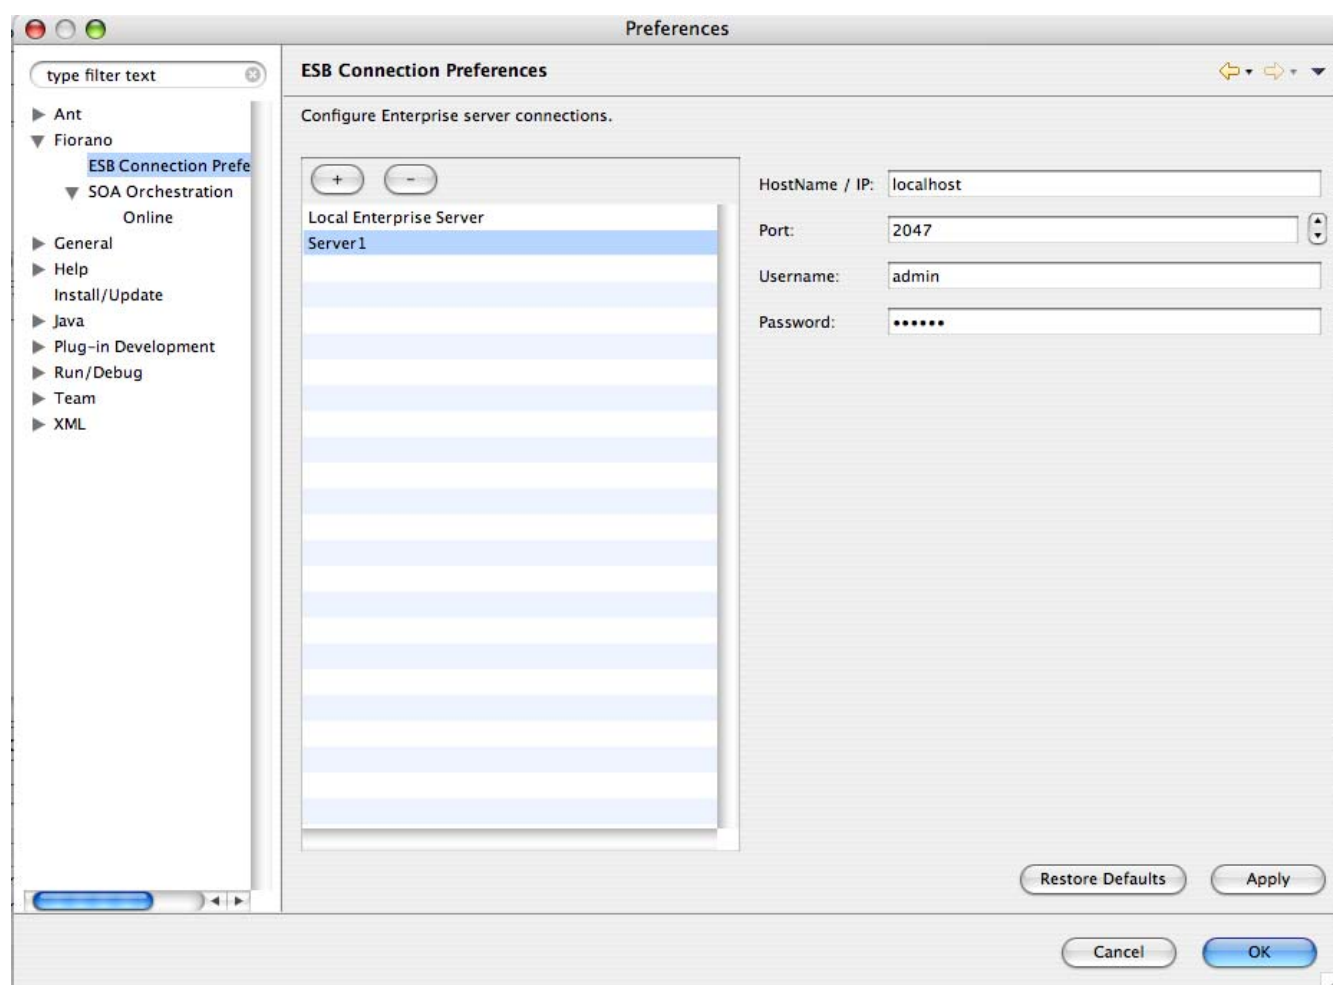 Preferences
type filter text
Ant
Fiorano
ESB Connection Prefe
SOA Orchestration
Online
General
Help
Install/Update
Java
Plug-in Development
Run/Debug
Team
XML
ESB Connection Preferences
Configure Enterprise server connections.
+ -
Local Enterprise Server
Server1
HostName / IP: localhost
Port: 2047
Username: admin
Password: ••••••
Restore Defaults Apply
Cancel OK